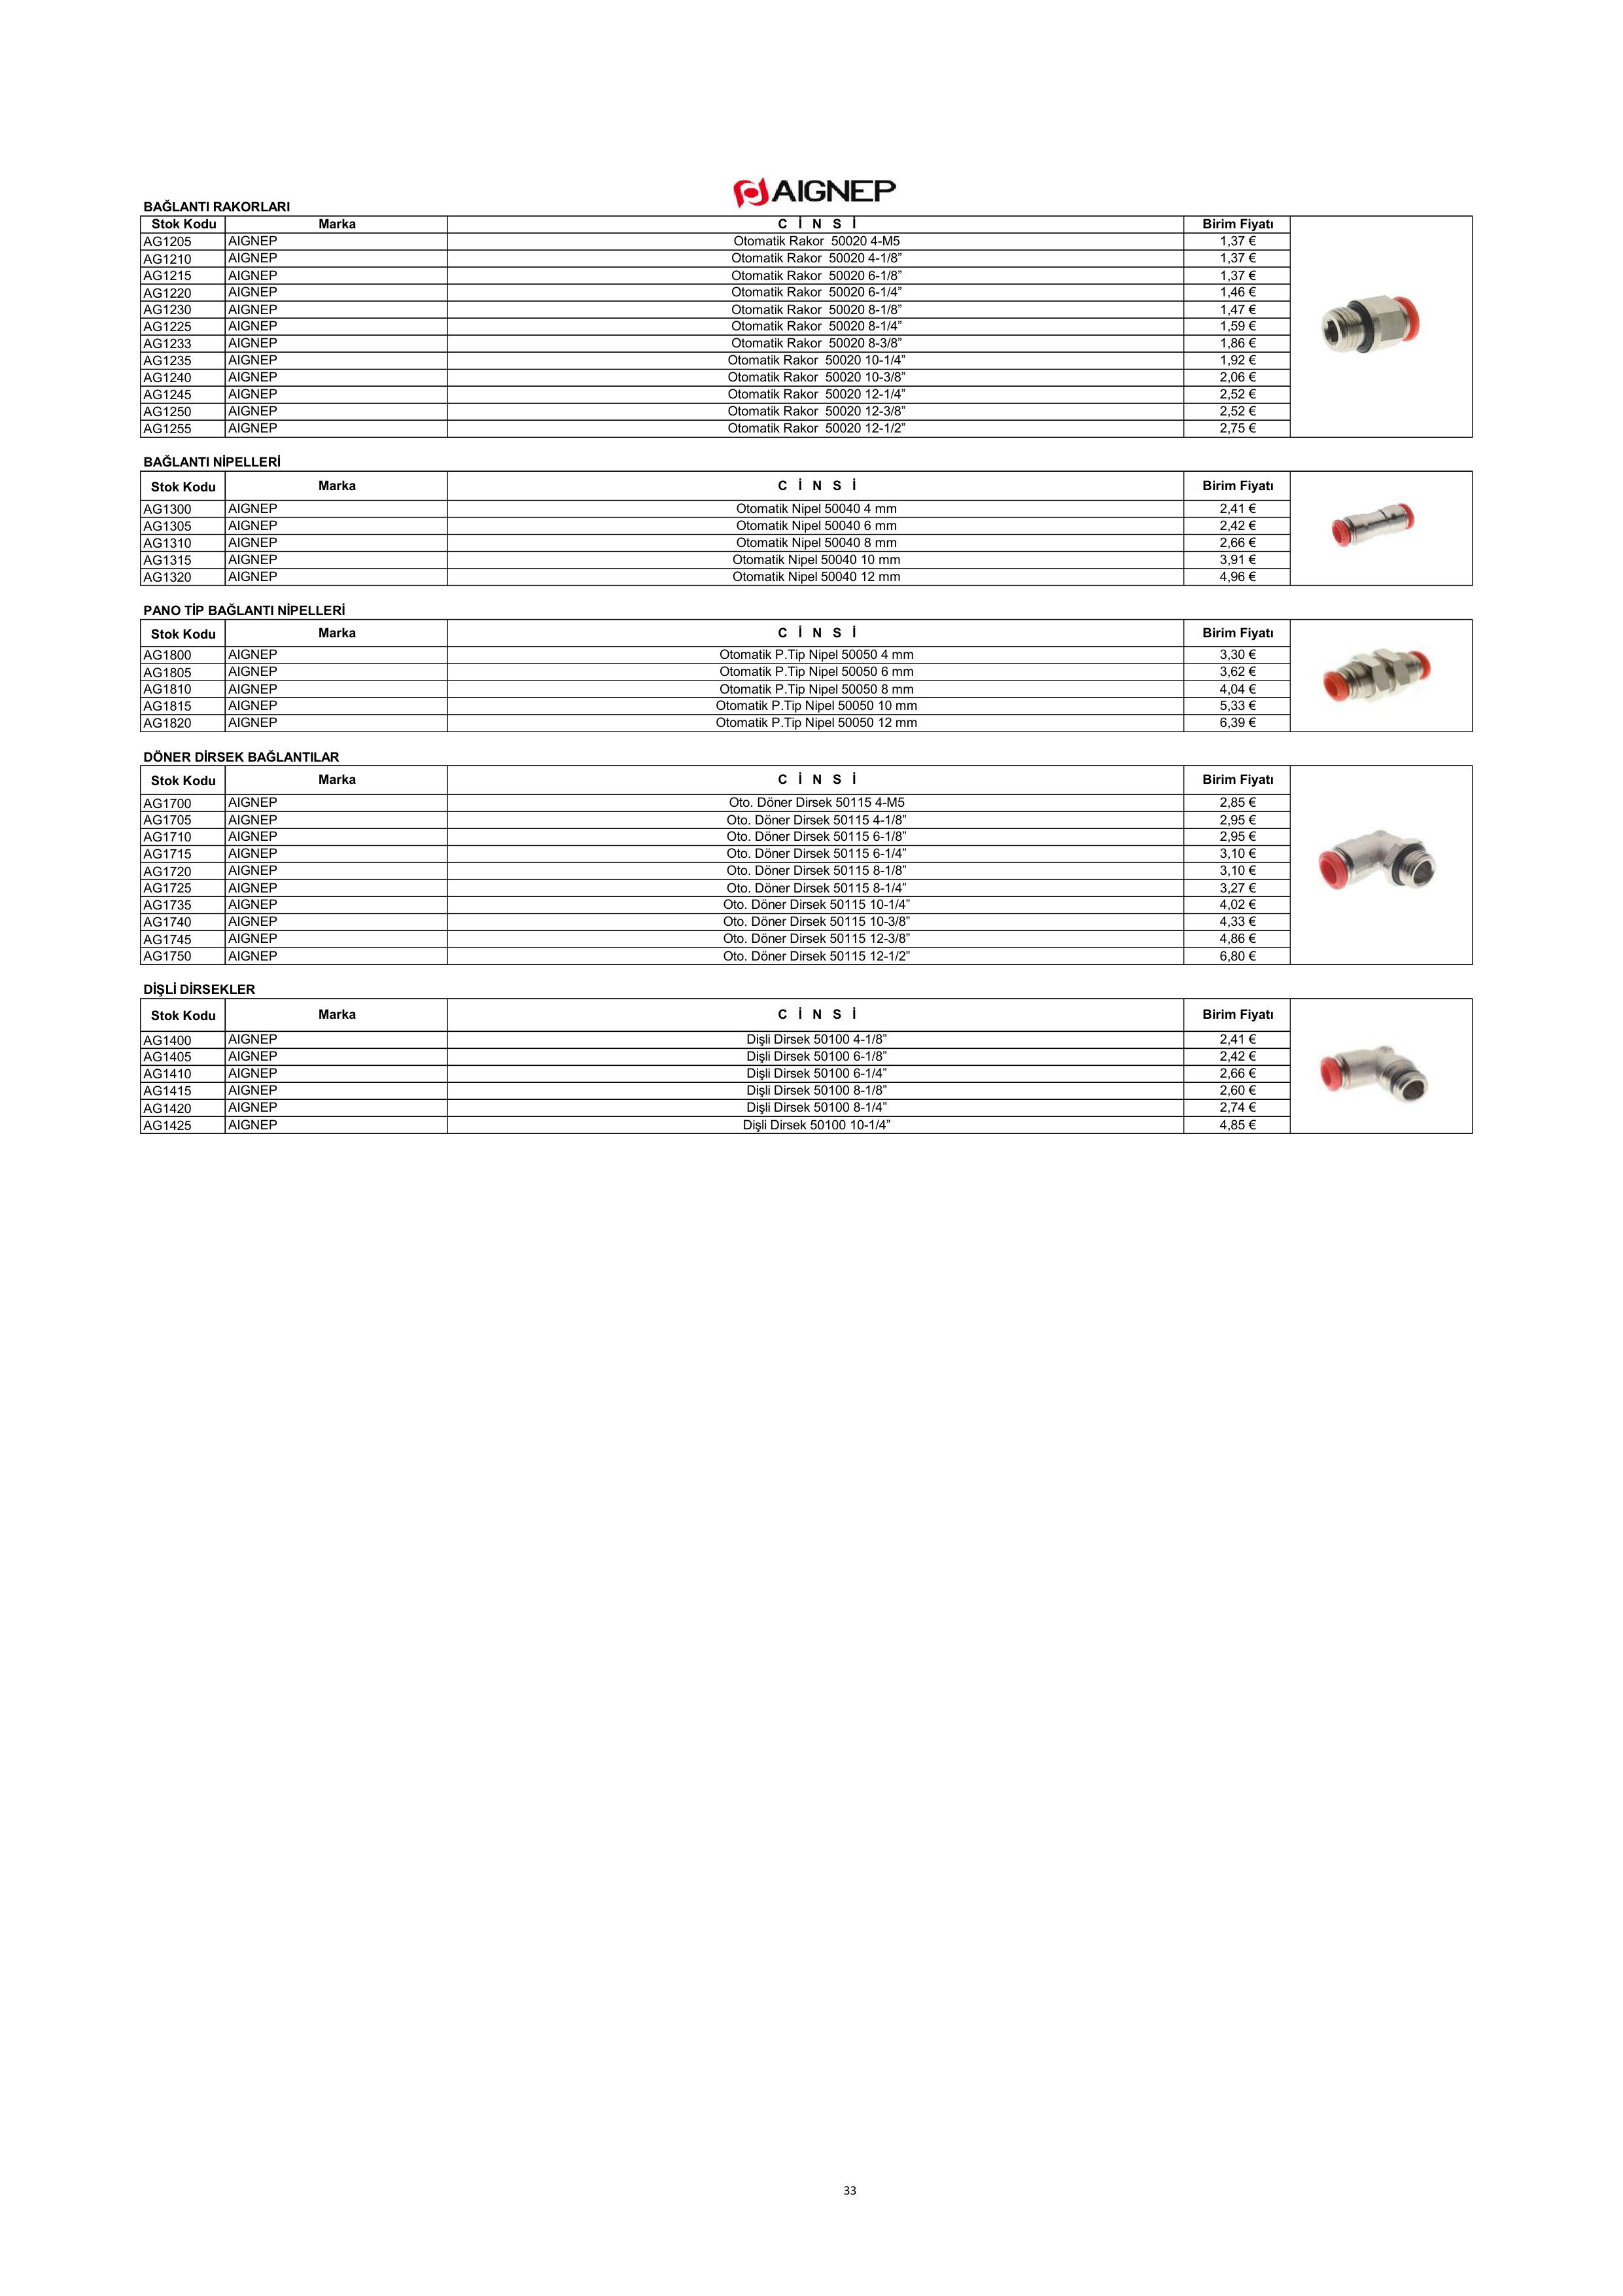 AIGNEP
BAĞLANTI RAKORLARI
Stok Kodu Marka C İ N S İ Birim Fiyatı
AG1205 AIGNEP Otomatik Rakor 50020 4-M5 1,37 €
AG1210 AIGNEP Otomatik Rakor 50020 4-1/8” 1,37 €
AG1215 AIGNEP Otomatik Rakor 50020 6-1/8” 1,37 €
AG1220 AIGNEP Otomatik Rakor 50020 6-1/4” 1,46 €
AG1230 AIGNEP Otomatik Rakor 50020 8-1/8” 1,47 €
AG1225 AIGNEP Otomatik Rakor 50020 8-1/4” 1,59 €
AG1233 AIGNEP Otomatik Rakor 50020 8-3/8” 1,86 €
AG1235 AIGNEP Otomatik Rakor 50020 10-1/4” 1,92 €
AG1240 AIGNEP Otomatik Rakor 50020 10-3/8” 2,06 €
AG1245 AIGNEP Otomatik Rakor 50020 12-1/4” 2,52 €
AG1250 AIGNEP Otomatik Rakor 50020 12-3/8” 2,52 €
AG1255 AIGNEP Otomatik Rakor 50020 12-1/2” 2,75 €
BAĞLANTI NİPELLERİ
Stok Kodu Marka C İ N S İ Birim Fiyatı
AG1300 AIGNEP Otomatik Nipel 50040 4 mm 2,41 €
AG1305 AIGNEP Otomatik Nipel 50040 6 mm 2,42 €
AG1310 AIGNEP Otomatik Nipel 50040 8 mm 2,66 €
AG1315 AIGNEP Otomatik Nipel 50040 10 mm 3,91 €
AG1320 AIGNEP Otomatik Nipel 50040 12 mm 4,96 €
PANO TİP BAĞLANTI NİPELLERİ
Stok Kodu Marka C İ N S İ Birim Fiyatı
AG1800 AIGNEP Otomatik P.Tip Nipel 50050 4 mm 3,30 €
AG1805 AIGNEP Otomatik P.Tip Nipel 50050 6 mm 3,62 €
AG1810 AIGNEP Otomatik P.Tip Nipel 50050 8 mm 4,04 €
AG1815 AIGNEP Otomatik P.Tip Nipel 50050 10 mm 5,33 €
AG1820 AIGNEP Otomatik P.Tip Nipel 50050 12 mm 6,39 €
DÖNER DİRSEK BAĞLANTILAR
Stok Kodu Marka C İ N S İ Birim Fiyatı
AG1700 AIGNEP Oto. Döner Dirsek 50115 4-M5 2,85 €
AG1705 AIGNEP Oto. Döner Dirsek 50115 4-1/8” 2,95 €
AG1710 AIGNEP Oto. Döner Dirsek 50115 6-1/8” 2,95 €
AG1715 AIGNEP Oto. Döner Dirsek 50115 6-1/4” 3,10 €
AG1720 AIGNEP Oto. Döner Dirsek 50115 8-1/8” 3,10 €
AG1725 AIGNEP Oto. Döner Dirsek 50115 8-1/4” 3,27 €
AG1735 AIGNEP Oto. Döner Dirsek 50115 10-1/4” 4,02 €
AG1740 AIGNEP Oto. Döner Dirsek 50115 10-3/8” 4,33 €
AG1745 AIGNEP Oto. Döner Dirsek 50115 12-3/8” 4,86 €
AG1750 AIGNEP Oto. Döner Dirsek 50115 12-1/2” 6,80 €
DİŞLİ DİRSEKLER
Stok Kodu Marka C İ N S İ Birim Fiyatı
AG1400 AIGNEP Dişli Dirsek 50100 4-1/8” 2,41 €
AG1405 AIGNEP Dişli Dirsek 50100 6-1/8” 2,42 €
AG1410 AIGNEP Dişli Dirsek 50100 6-1/4” 2,66 €
AG1415 AIGNEP Dişli Dirsek 50100 8-1/8” 2,60 €
AG1420 AIGNEP Dişli Dirsek 50100 8-1/4” 2,74 €
AG1425 AIGNEP Dişli Dirsek 50100 10-1/4” 4,85 €
33